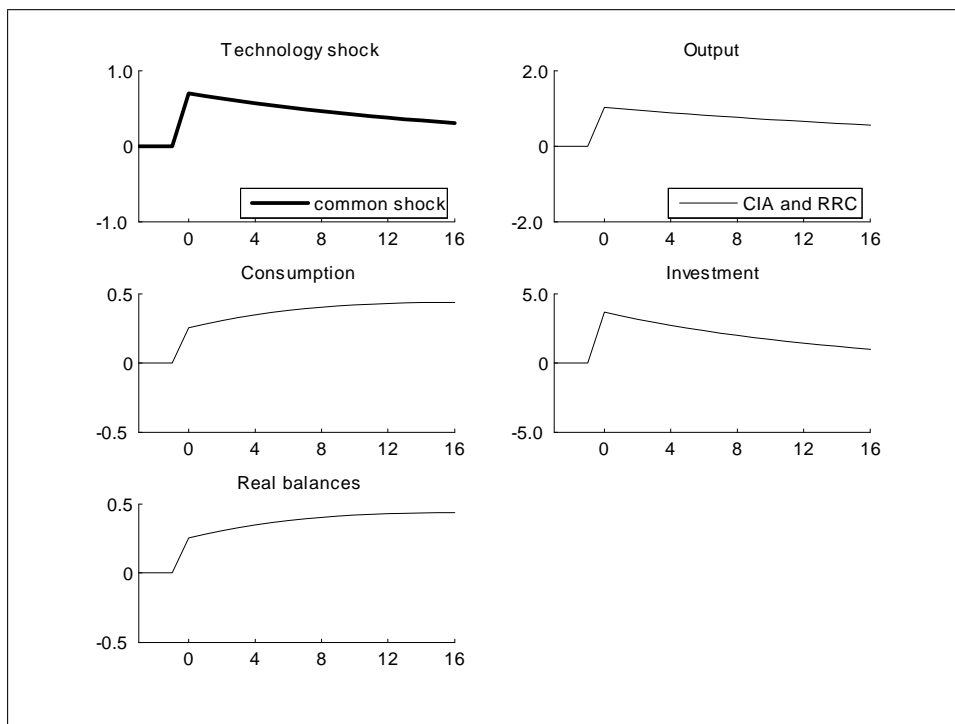 Technology shock
1.0
0
-1.0
common shock
0 4 8 12 16
Output
2.0
0
-2.0
CIA and RRC
0 4 8 12 16
Consumption
0.5
0
-0.5
0 4 8 12 16
Investment
5.0
0
-5.0
0 4 8 12 16
Real balances
0.5
0
-0.5
0 4 8 12 16